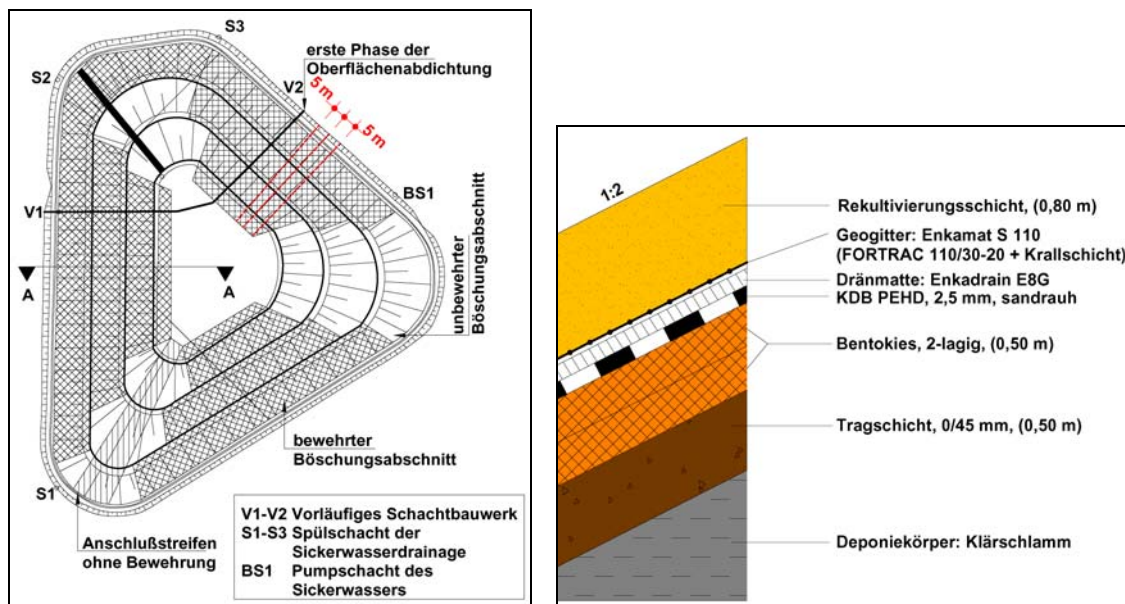 S3
erste Phase der
Oberflächenabdichtung
S2
V2
5 m
5 m
BS1
V1
A
A
unbewehrter
Böschungsabschnitt
bewehrter
Böschungsabschnitt
S1
Anschlußstreifen
ohne Bewehrung
V1-V2 Vorläufiges Schachtbauwerk
S1-S3 Spülschacht der
Sickerwasserdrainage
BS1 Pumpschacht des
Sickerwassers
1:2
Rekultivierungsschicht, (0,80 m)
Geogitter: Enkamat S 110
(FORTRAC 110/30-20 + Krallschicht)
Dränmatte: Enkadrain E8G
KDB PEHD, 2,5 mm, sandrauh
Bentokies, 2-lagig, (0,50 m)
Tragschicht, 0/45 mm, (0,50 m)
Deponiekörper: Klärschlamm